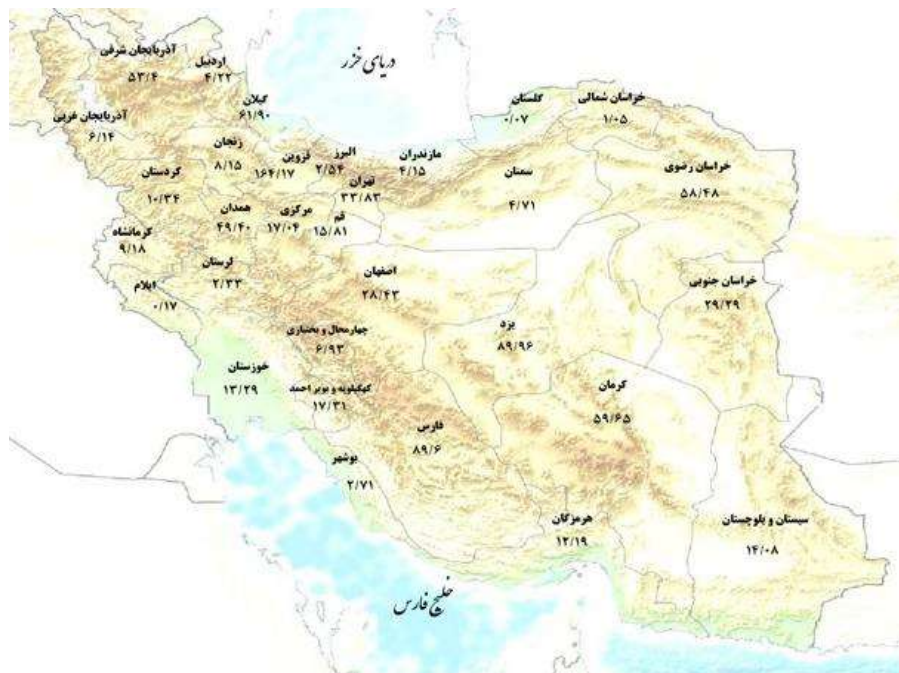 دریای خزر
آذربایجان شرقی
۵۳/۴
اردبیل
۴/۲۲
گیلان
۶۱/۹۰
آذربایجان غربی
۶/۱۴
گلستان
۰/۰۷
خراسان شمالی
۱/۰۵
زنجان
۸/۱۵
قزوین
۱۶۴/۱۷
البرز
۲/۵۴
مازندران
۴/۱۵
تهران
۳۳/۸۳
سمنان
۴/۷۱
خراسان رضوی
۵۸/۴۸
کردستان
۱۰/۳۴
همدان
۴۹/۴۰
مرکزی
۱۷/۰۴
قم
۱۵/۸۱
کرمانشاه
۹/۱۸
لرستان
۲/۳۳
اصفهان
۲۸/۴۳
ایلام
۰/۱۷
خراسان جنوبی
۲۹/۲۹
چهارمحال و بختیاری
۶/۹۳
یزد
۸۹/۹۶
خوزستان
۱۳/۲۹
کهگیلویه و بویر احمد
۱۷/۳۱
کرمان
۵۹/۶۵
فارس
۸۹/۶
بوشهر
۲/۷۱
هرمزگان
۱۲/۱۹
سیستان و بلوچستان
۱۴/۰۸
خلیج فارس